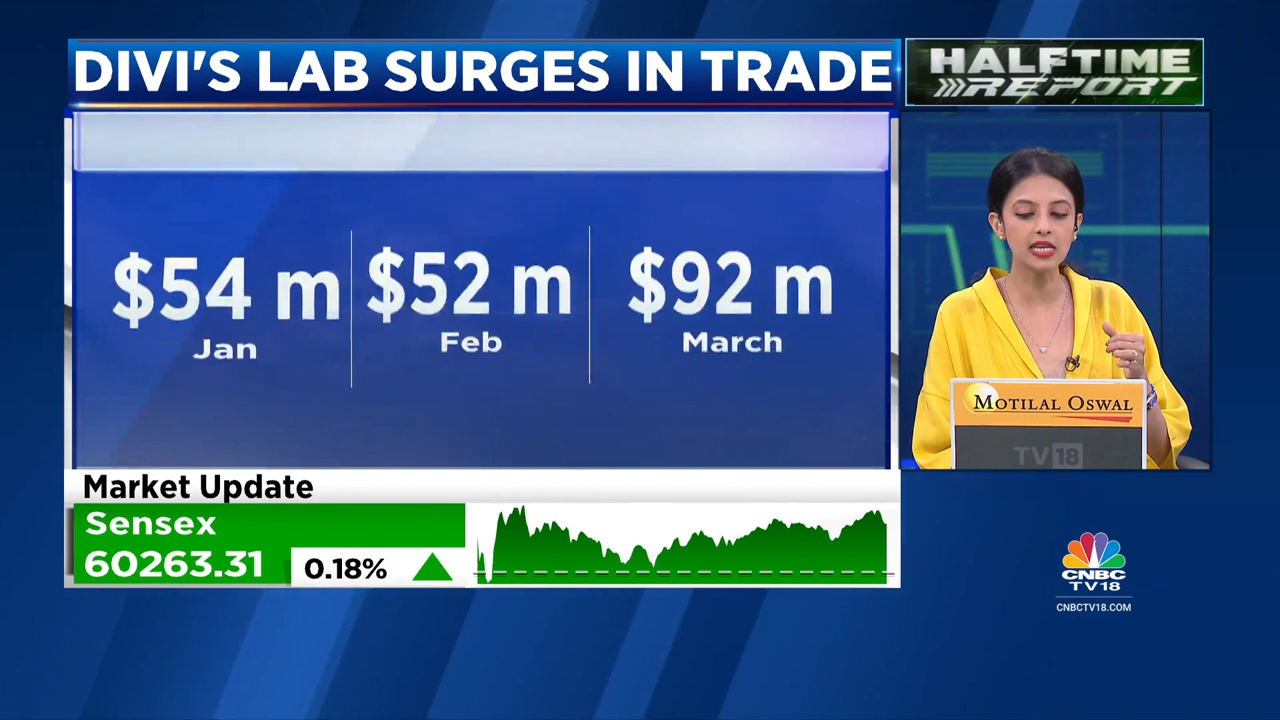 DIVI'S LAB SURGES IN TRADE
HALFTIME
REPORT
$54 m
Jan
$52 m
Feb
$92 m
March
MOTILAL OSWAL
TV18
Market Update
Sensex
60263.31
0.18%
CNBC
TV18
CNBCTV18.COM